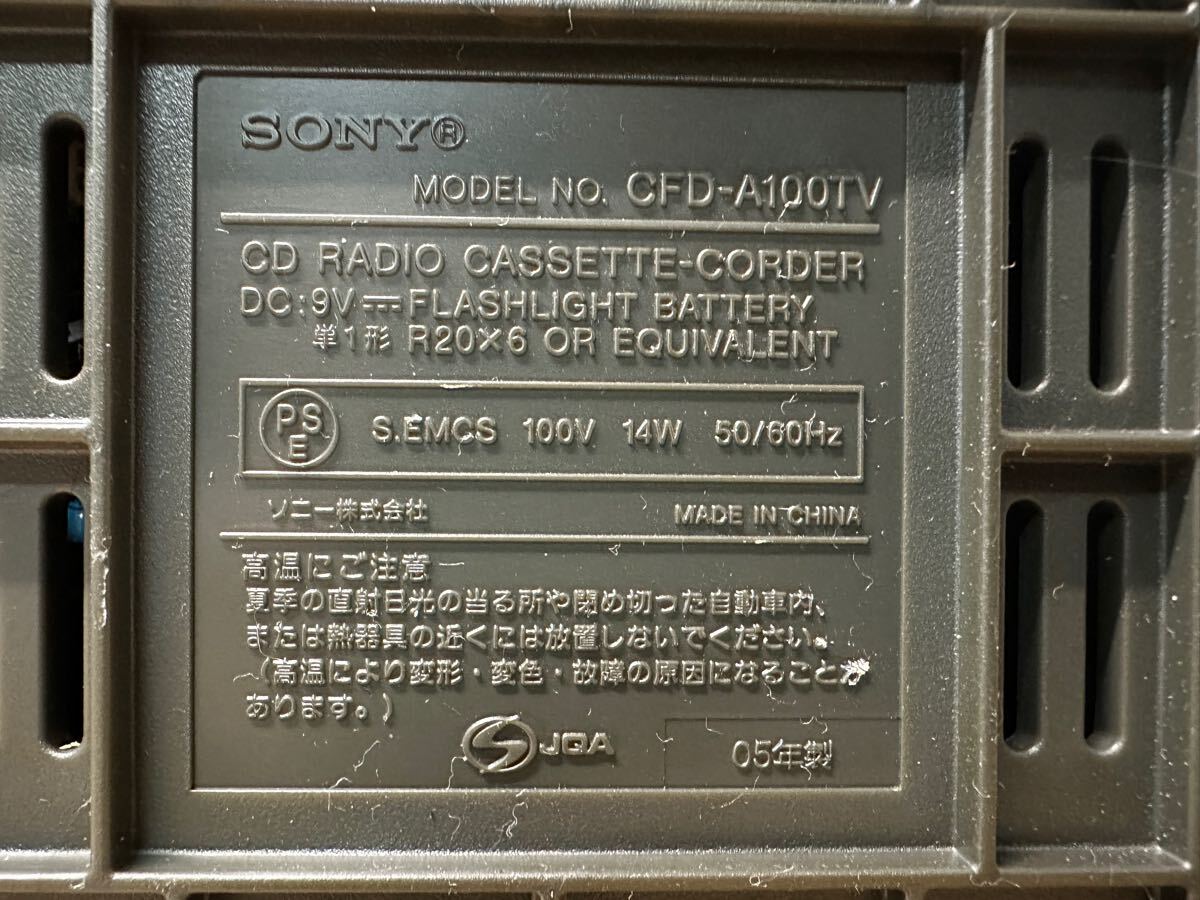 SONY®
MODEL NO. CFD-A100TV
CD RADIO CASSETTE-CORDER
DC:9V⎓FLASHLIGHT BATTERY
単1形 R20×6 OR EQUIVALENT
PSE S.EMCS 100V 14W 50/60Hz
ソニー株式会社 MADE IN CHINA
高温にご注意
夏季の直射日光の当る所や閉め切った自動車内、
または熱器具の近くには放置しないでください。
(高温により変形・変色・故障の原因になることが
あります。)
S JQA 05年製